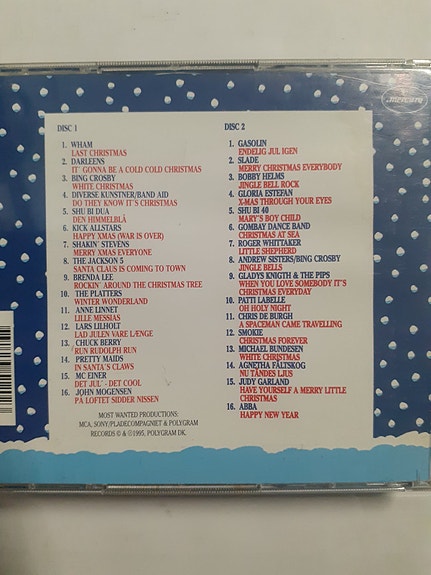 mercury
DISC 1
1. WHAM
LAST CHRISTMAS
2. DARLEENS
IT' GONNA BE A COLD COLD CHRISTMAS
3. BING CROSBY
WHITE CHRISTMAS
4. DIVERSE KUNSTNER/BAND AID
DO THEY KNOW IT'S CHRISTMAS
5. SHU BI DUA
DEN HIMMELBLÅ
6. KICK ALLSTARS
HAPPY XMAS (WAR IS OVER)
7. SHAKIN' STEVENS
MERRY XMAS EVERYONE
8. THE JACKSON 5
SANTA CLAUS IS COMING TO TOWN
9. BRENDA LEE
ROCKIN' AROUND THE CHRISTMAS TREE
10. THE PLATTERS
WINTER WONDERLAND
11. ANNE LINNET
LILLE MESSIAS
12. LARS LILHOLT
LAD JULEN VARE LÆNGE
13. CHUCK BERRY
RUN RUDOLPH RUN
14. PRETTY MAIDS
IN SANTA'S CLAWS
15. MC EINER
DET JUL' - DET COOL
16. JOHN MOGENSEN
PÅ LOFTET SIDDER NISSEN
MOST WANTED PRODUCTIONS:
MCA, SONY/PLADECOMPAGNIET & POLYGRAM
RECORDS © & ℗ 1995, POLYGRAM DK.
DISC 2
1. GASOLIN
ENDELIG JUL IGEN
2. SLADE
MERRY CHRISTMAS EVERYBODY
3. BOBBY HELMS
JINGLE BELL ROCK
4. GLORIA ESTEFAN
X-MAS THROUGH YOUR EYES
5. SHU BI 40
MARY'S BOY CHILD
6. GOMBAY DANCE BAND
CHRISTMAS AT SEA
7. ROGER WHITTAKER
LITTLE SHEPHERD
8. ANDREW SISTERS/BING CROSBY
JINGLE BELLS
9. GLADYS KNIGTH & THE PIPS
WHEN YOU LOVE SOMEBODY IT'S
CHRISTMAS EVERYDAY
10. PATTI LABELLE
OH HOLY NIGHT
11. CHRIS DE BURGH
A SPACEMAN CAME TRAVELLING
12. SMOKIE
CHRISTMAS FOREVER
13. MICHAEL BUNDESEN
WHITE CHRISTMAS
14. AGNETHA FÄLTSKOG
NU TÄNDES LJUS
15. JUDY GARLAND
HAVE YOURSELF A MERRY LITTLE
CHRISTMAS
16. ABBA
HAPPY NEW YEAR